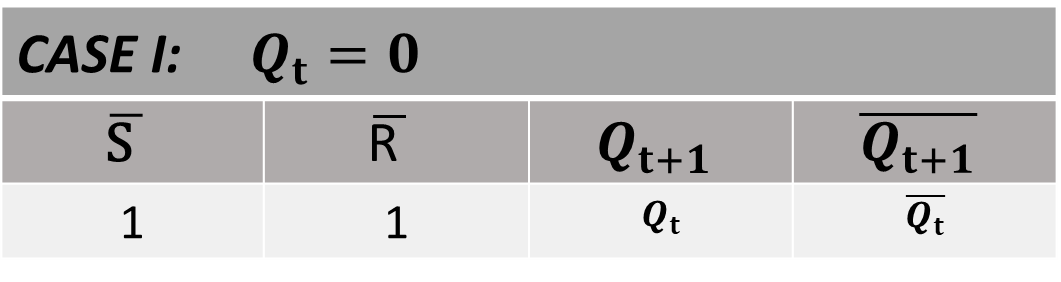 CASE I: Qt = 0
S̅ R̅ Qt+1 Q̅t̅+̅1̅
1 1 Qt Q̅t̅